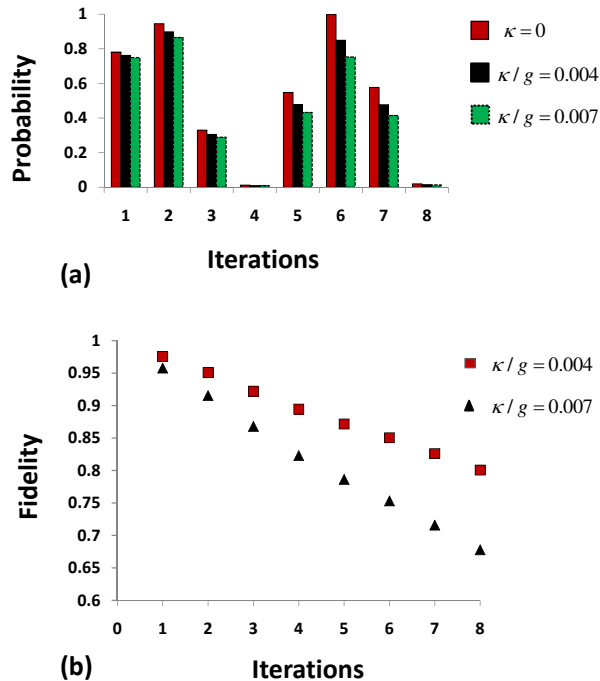 1
0.8
0.6
0.4
0.2
0
Probability
1 2 3 4 5 6 7 8
Iterations
(a)
κ = 0
κ / g = 0.004
κ / g = 0.007
1
0.95
0.9
0.85
0.8
0.75
0.7
0.65
0.6
Fidelity
0 1 2 3 4 5 6 7 8
Iterations
(b)
κ / g = 0.004
κ / g = 0.007